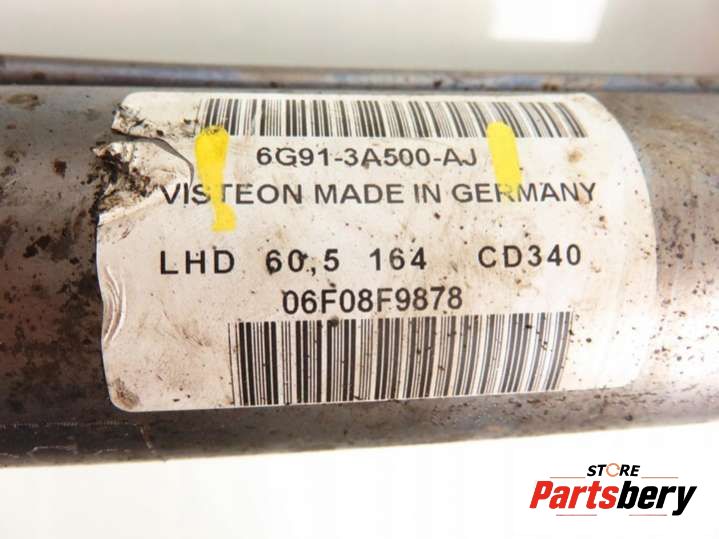 6G91-3A500-AJ
VISTEON MADE IN GERMANY
LHD 60,5 164 CD340
06F08F9878
STORE
Partsbery